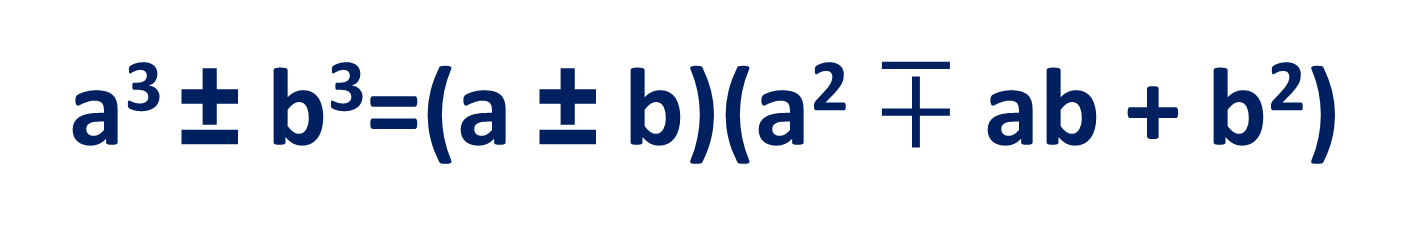 a³ ± b³=(a ± b)(a² ∓ ab + b²)